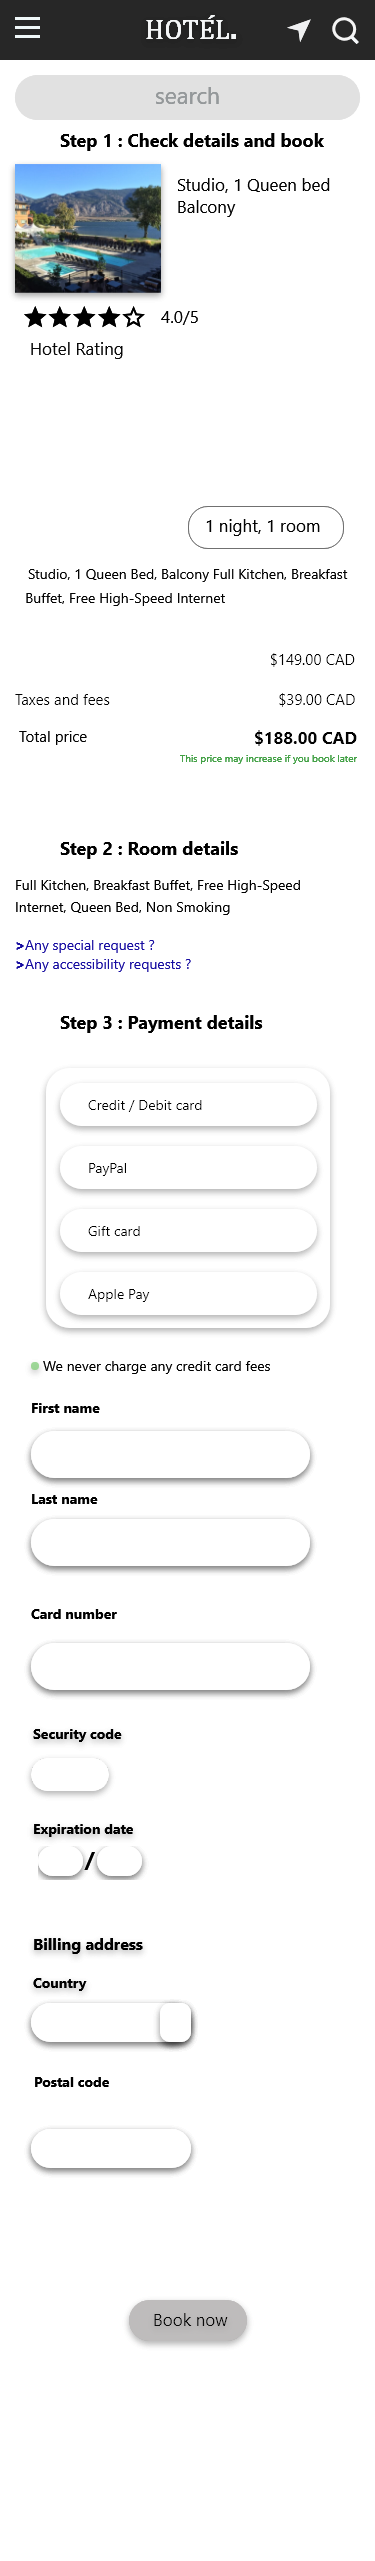 HOTÉL.
search
Step 1 : Check details and book
Studio, 1 Queen bed
Balcony
4.0/5
Hotel Rating
1 night, 1 room
Studio, 1 Queen Bed, Balcony Full Kitchen, Breakfast
Buffet, Free High-Speed Internet
$149.00 CAD
Taxes and fees $39.00 CAD
Total price $188.00 CAD
This price may increase if you book later
Step 2 : Room details
Full Kitchen, Breakfast Buffet, Free High-Speed
Internet, Queen Bed, Non Smoking
>Any special request ?
>Any accessibility requests ?
Step 3 : Payment details
Credit / Debit card
PayPal
Gift card
Apple Pay
We never charge any credit card fees
First name
Last name
Card number
Security code
Expiration date
/
Billing address
Country
Postal code
Book now